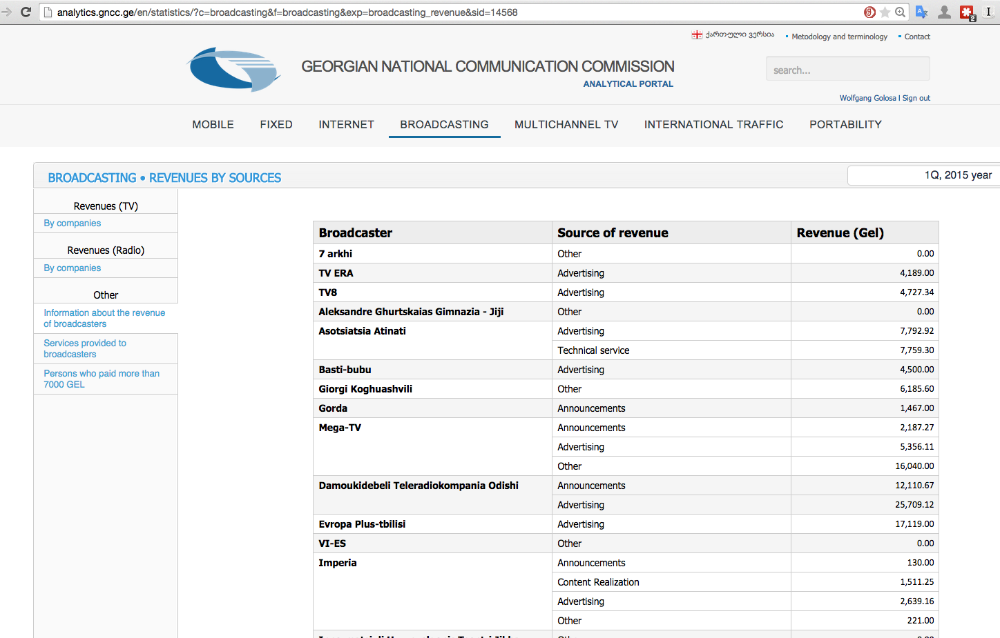 analytics.gncc.ge/en/statistics/?c=broadcasting&f=broadcasting&exp=broadcasting_revenue&sid=14568
2
ქართული ვერსია
Metodology and terminology
Contact
GEORGIAN NATIONAL COMMUNICATION COMMISSION
ANALYTICAL PORTAL
search...
Wolfgang Golosa | Sign out
MOBILE FIXED INTERNET BROADCASTING MULTICHANNEL TV INTERNATIONAL TRAFFIC PORTABILITY
BROADCASTING • REVENUES BY SOURCES
1Q, 2015 year
Revenues (TV)
By companies
Revenues (Radio)
By companies
Other
Information about the revenue
of broadcasters
Services provided to
broadcasters
Persons who paid more than
7000 GEL
Broadcaster Source of revenue Revenue (Gel)
7 arkhi Other 0.00
TV ERA Advertising 4,189.00
TV8 Advertising 4,727.34
Aleksandre Ghurtskaias Gimnazia - Jiji Other 0.00
Asotsiatsia Atinati Advertising 7,792.92
Technical service 7,759.30
Basti-bubu Advertising 4,500.00
Giorgi Koghuashvili Other 6,185.60
Gorda Announcements 1,467.00
Mega-TV Announcements 2,187.27
Advertising 5,356.11
Other 16,040.00
Damoukidebeli Teleradiokompania Odishi Announcements 12,110.67
Advertising 25,709.12
Evropa Plus-tbilisi Advertising 17,119.00
VI-ES Other 0.00
Imperia Announcements 130.00
Content Realization 1,511.25
Advertising 2,639.16
Other 221.00